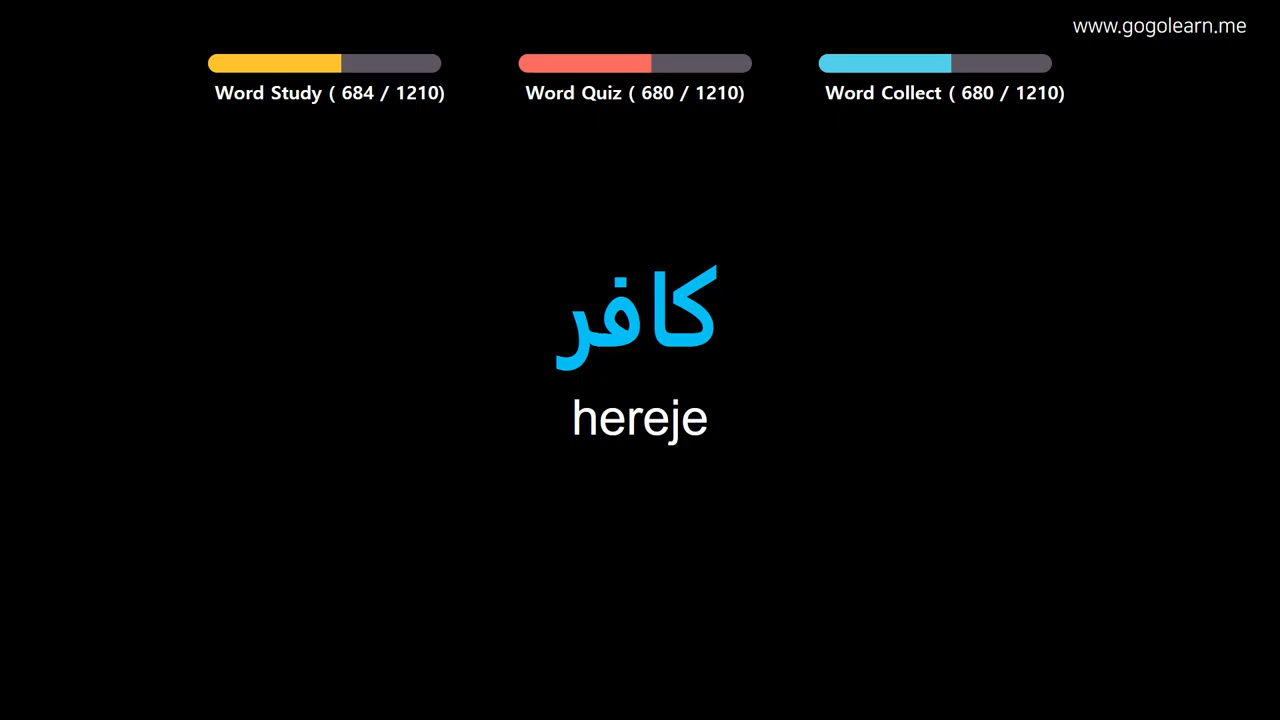 www.gogolearn.me
Word Study ( 684 / 1210)
Word Quiz ( 680 / 1210)
Word Collect ( 680 / 1210)
كافر
hereje